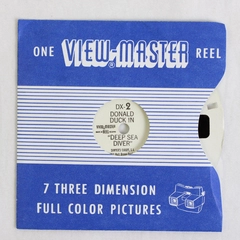 ONE VIEW-MASTER REEL
DX-2
DONALD
DUCK IN
"DEEP SEA
DIVER"
7 THREE DIMENSION
FULL COLOR PICTURES